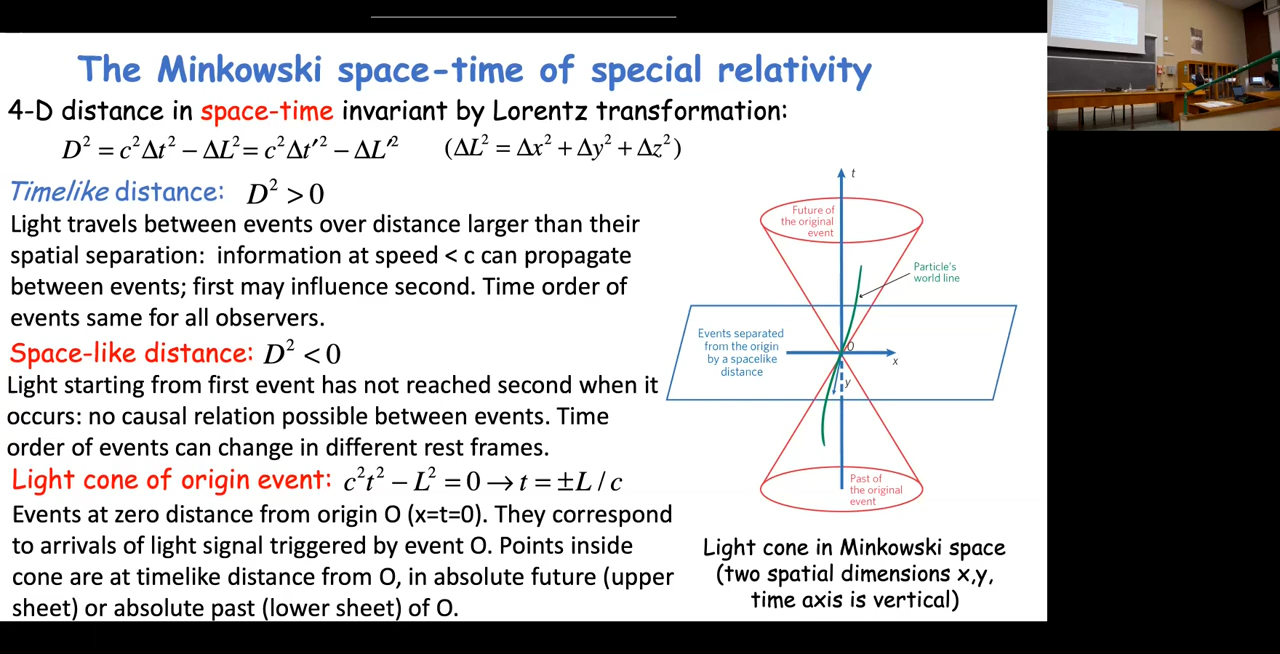 The Minkowski space-time of special relativity
4-D distance in space-time invariant by Lorentz transformation:
D² = c²Δt² − ΔL² = c²Δt′² − ΔL′² (ΔL² = Δx² + Δy² + Δz²)
Timelike distance: D² > 0
Light travels between events over distance larger than their
spatial separation: information at speed < c can propagate
between events; first may influence second. Time order of
events same for all observers.
Space-like distance: D² < 0
Light starting from first event has not reached second when it
occurs: no causal relation possible between events. Time
order of events can change in different rest frames.
Light cone of origin event: c²t² − L² = 0 → t = ±L / c
Events at zero distance from origin O (x=t=0). They correspond
to arrivals of light signal triggered by event O. Points inside
cone are at timelike distance from O, in absolute future (upper
sheet) or absolute past (lower sheet) of O.
t
Future of
the original
event
Particle's
world line
Events separated
from the origin
by a spacelike
distance
O
x
y
Past of
the original
event
Light cone in Minkowski space
(two spatial dimensions x,y,
time axis is vertical)